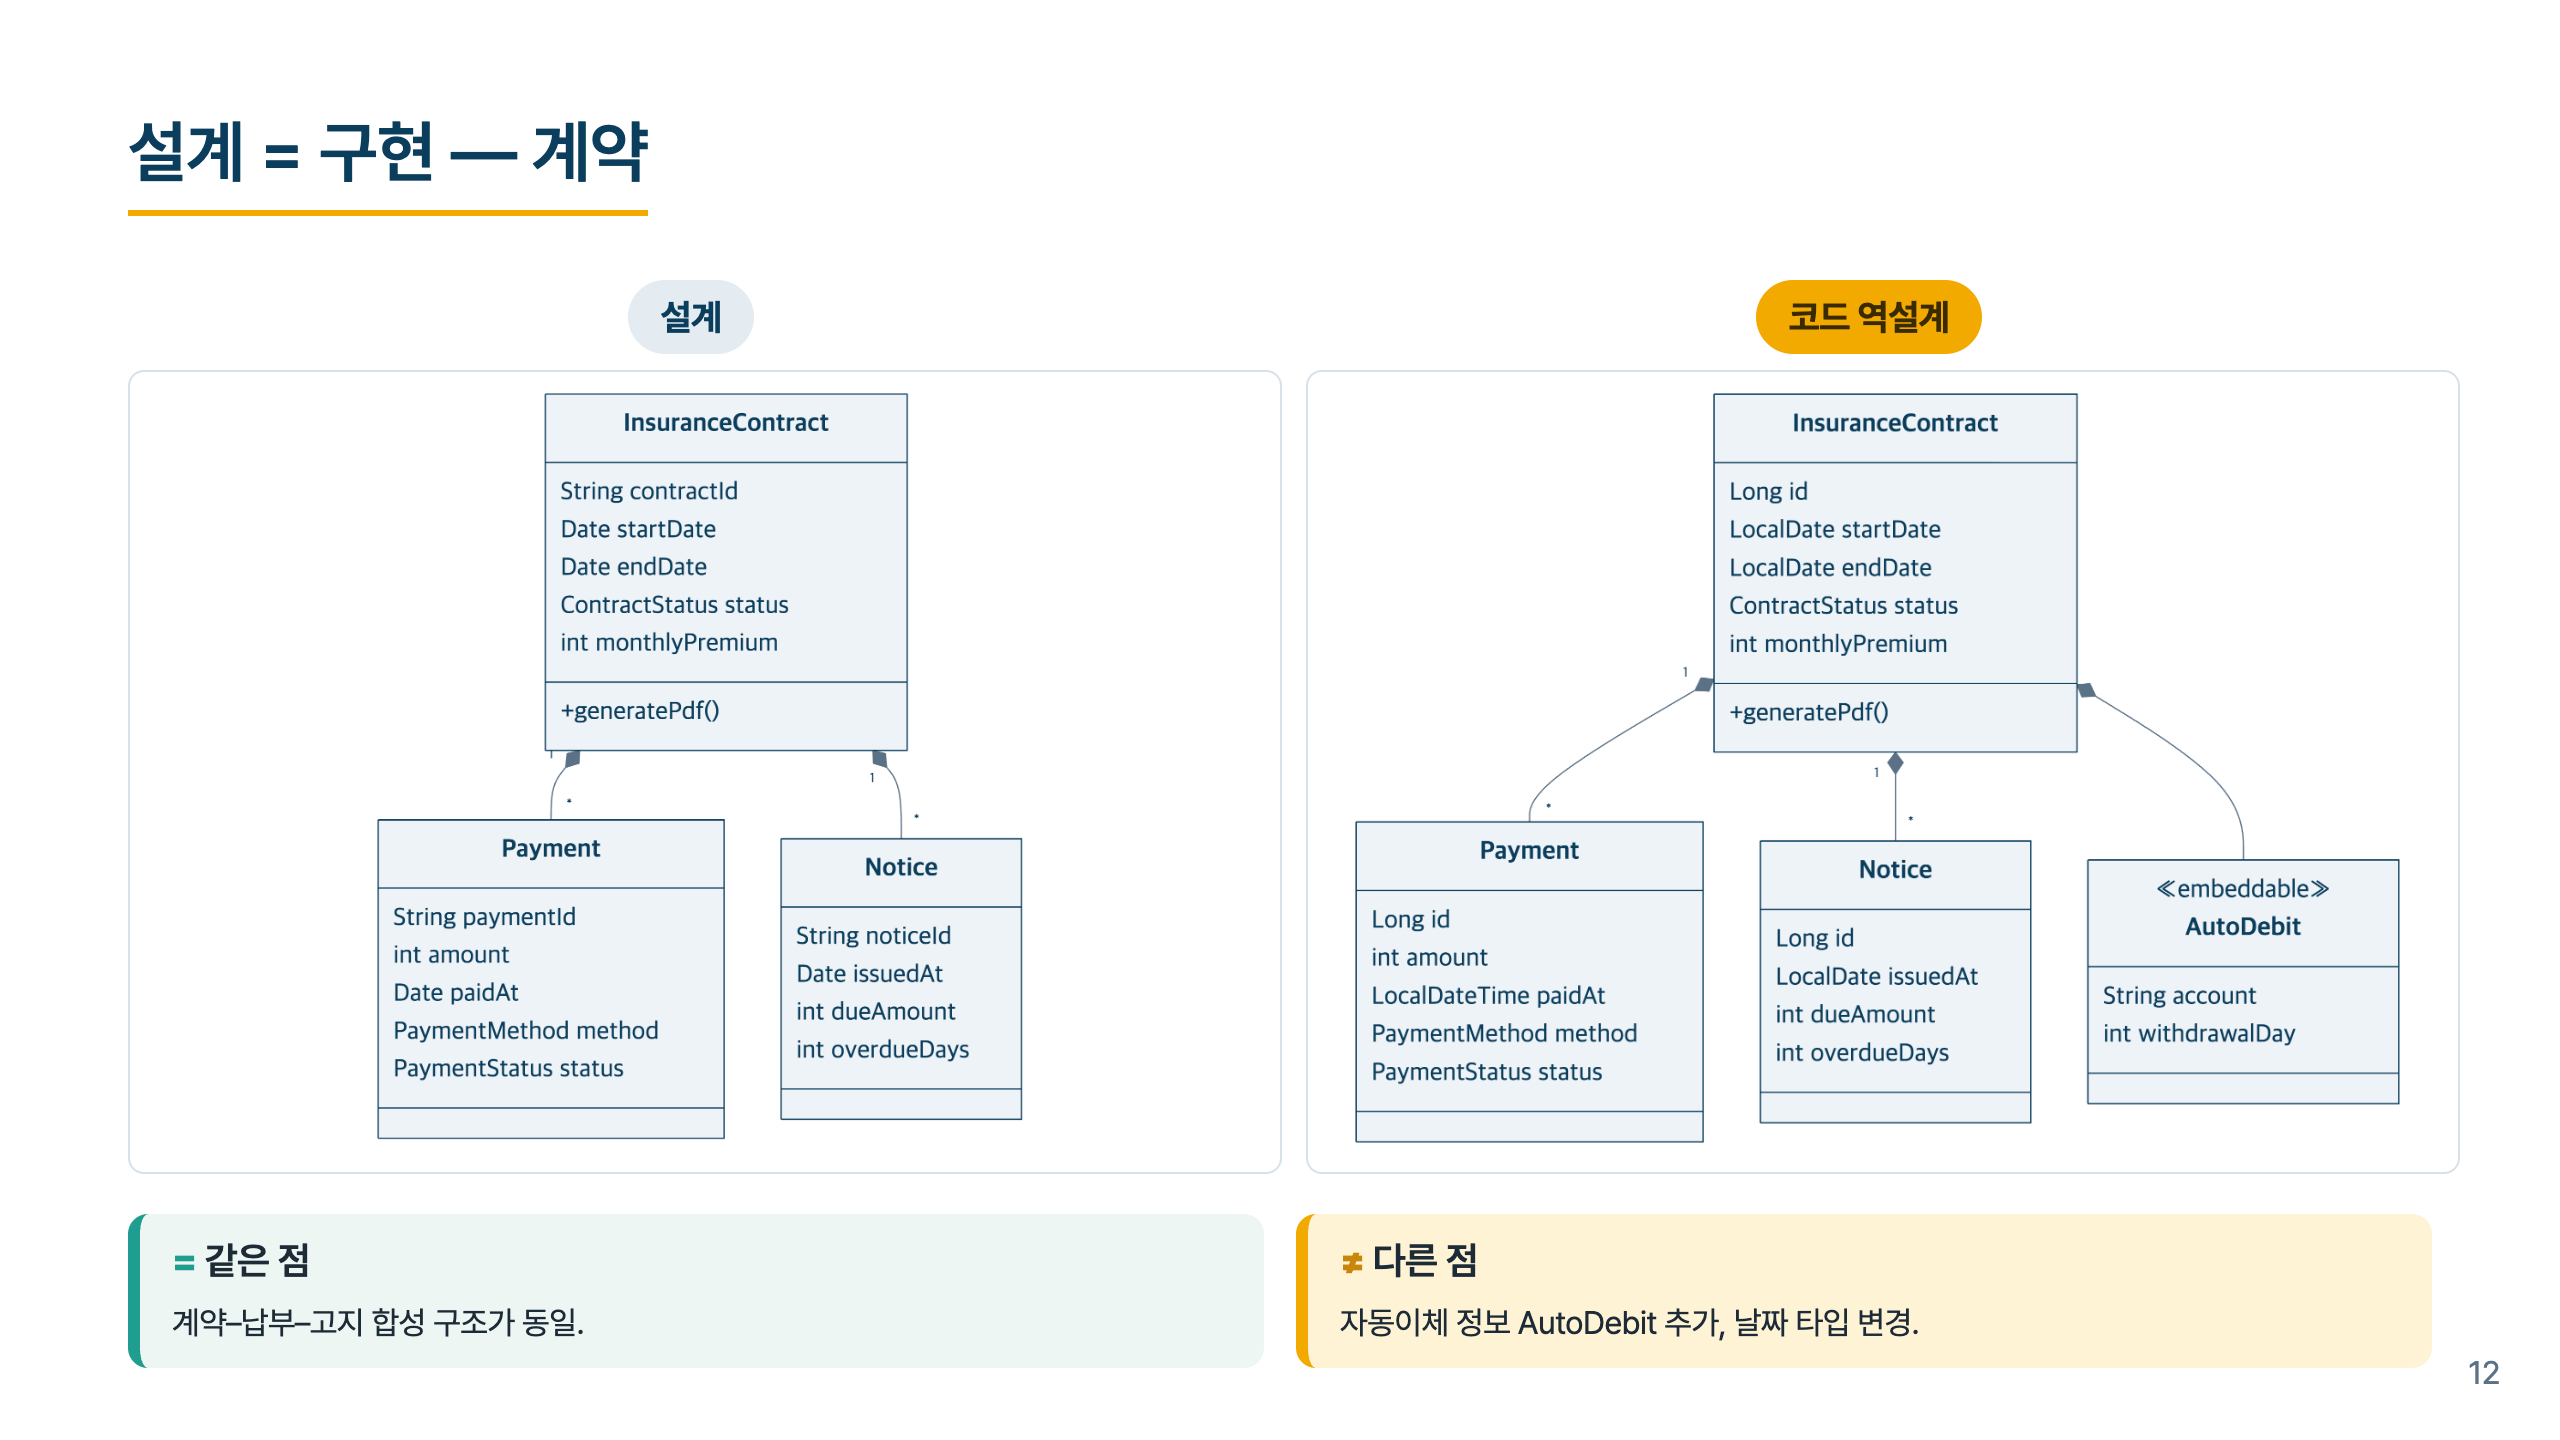 설계 = 구현 — 계약
설계
InsuranceContract
String contractId
Date startDate
Date endDate
ContractStatus status
int monthlyPremium
+generatePdf()
1
*
1
*
Payment
String paymentId
int amount
Date paidAt
PaymentMethod method
PaymentStatus status
Notice
String noticeId
Date issuedAt
int dueAmount
int overdueDays
코드 역설계
InsuranceContract
Long id
LocalDate startDate
LocalDate endDate
ContractStatus status
int monthlyPremium
+generatePdf()
1
*
1
*
Payment
Long id
int amount
LocalDateTime paidAt
PaymentMethod method
PaymentStatus status
Notice
Long id
LocalDate issuedAt
int dueAmount
int overdueDays
≪embeddable≫
AutoDebit
String account
int withdrawalDay
= 같은 점
계약–납부–고지 합성 구조가 동일.
≠ 다른 점
자동이체 정보 AutoDebit 추가, 날짜 타입 변경.
12